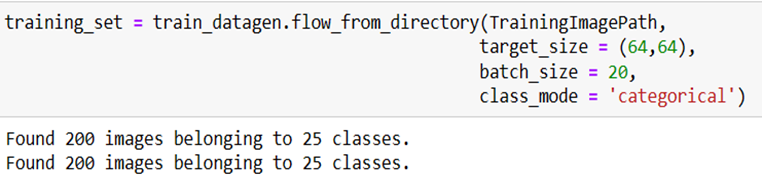 training_set = train_datagen.flow_from_directory(TrainingImagePath,
target_size = (64,64),
batch_size = 20,
class_mode = 'categorical')
Found 200 images belonging to 25 classes.
Found 200 images belonging to 25 classes.